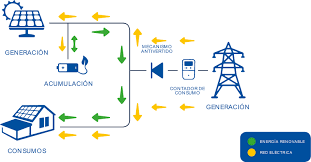 GENERACIÓN
MECANISMO
ANTIVERTIDO
ACUMULACIÓN
CONTADOR DE
CONSUMO
GENERACIÓN
CONSUMOS
ENERGÍA RENOVABLE
RED ELÉCTRICA